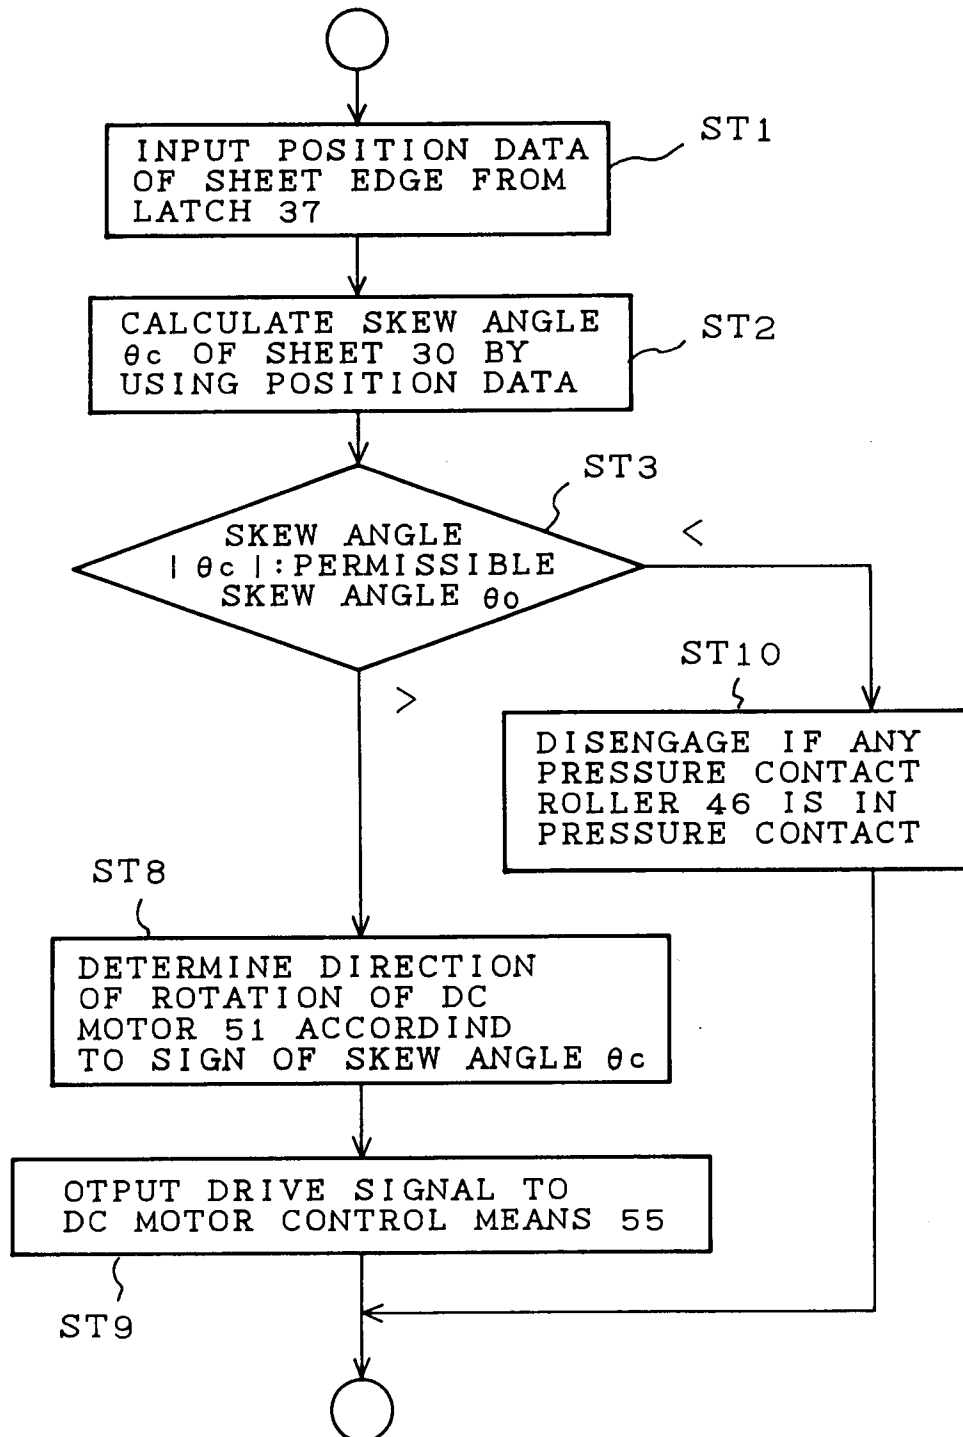 ST1
INPUT POSITION DATA
OF SHEET EDGE FROM
LATCH 37
ST2
CALCULATE SKEW ANGLE
θc OF SHEET 30 BY
USING POSITION DATA
ST3
SKEW ANGLE
| θc | : PERMISSIBLE
SKEW ANGLE θo
<
>
ST10
DISENGAGE IF ANY
PRESSURE CONTACT
ROLLER 46 IS IN
PRESSURE CONTACT
ST8
DETERMINE DIRECTION
OF ROTATION OF DC
MOTOR 51 ACCORDIND
TO SIGN OF SKEW ANGLE θc
OTPUT DRIVE SIGNAL TO
DC MOTOR CONTROL MEANS 55
ST9